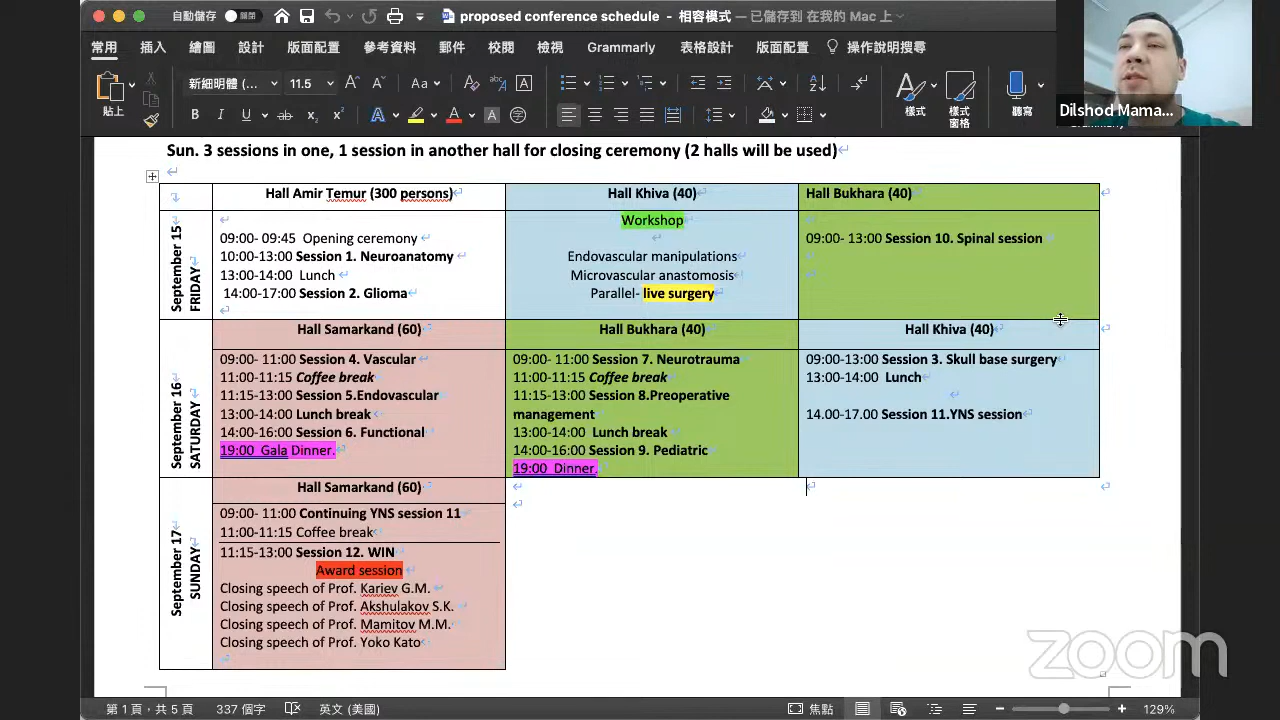 自動儲存 關閉 proposed conference schedule - 相容模式 — 已儲存到 在我的 Mac 上
常用 插入 繪圖 設計 版面配置 參考資料 郵件 校閱 檢視 Grammarly 表格設計 版面配置 操作說明搜尋
貼上 新細明體 (... 11.5 樣式 樣式窗格 聽寫 Grammarly
Dilshod Mama...
Sun. 3 sessions in one, 1 session in another hall for closing ceremony (2 halls will be used)
Hall Amir Temur (300 persons) Hall Khiva (40) Hall Bukhara (40)
September 15
FRIDAY
09:00- 09:45 Opening ceremony
10:00-13:00 Session 1. Neuroanatomy
13:00-14:00 Lunch
14:00-17:00 Session 2. Glioma
Workshop
Endovascular manipulations
Microvascular anastomosis
Parallel- live surgery
09:00- 13:00 Session 10. Spinal session
Hall Samarkand (60) Hall Bukhara (40) Hall Khiva (40)
September 16
SATURDAY
09:00- 11:00 Session 4. Vascular
11:00-11:15 Coffee break
11:15-13:00 Session 5.Endovascular
13:00-14:00 Lunch break
14:00-16:00 Session 6. Functional
19:00 Gala Dinner.
09:00- 11:00 Session 7. Neurotrauma
11:00-11:15 Coffee break
11:15-13:00 Session 8.Preoperative
management
13:00-14:00 Lunch break
14:00-16:00 Session 9. Pediatric
19:00 Dinner.
09:00-13:00 Session 3. Skull base surgery
13:00-14:00 Lunch
14.00-17.00 Session 11.YNS session
Hall Samarkand (60)
September 17
SUNDAY
09:00- 11:00 Continuing YNS session 11
11:00-11:15 Coffee break
11:15-13:00 Session 12. WIN
Award session
Closing speech of Prof. Kariev G.M.
Closing speech of Prof. Akshulakov S.K.
Closing speech of Prof. Mamitov M.M.
Closing speech of Prof. Yoko Kato
zoom
第 1 頁，共 5 頁 337 個字 英文 (美國) 焦點 129%